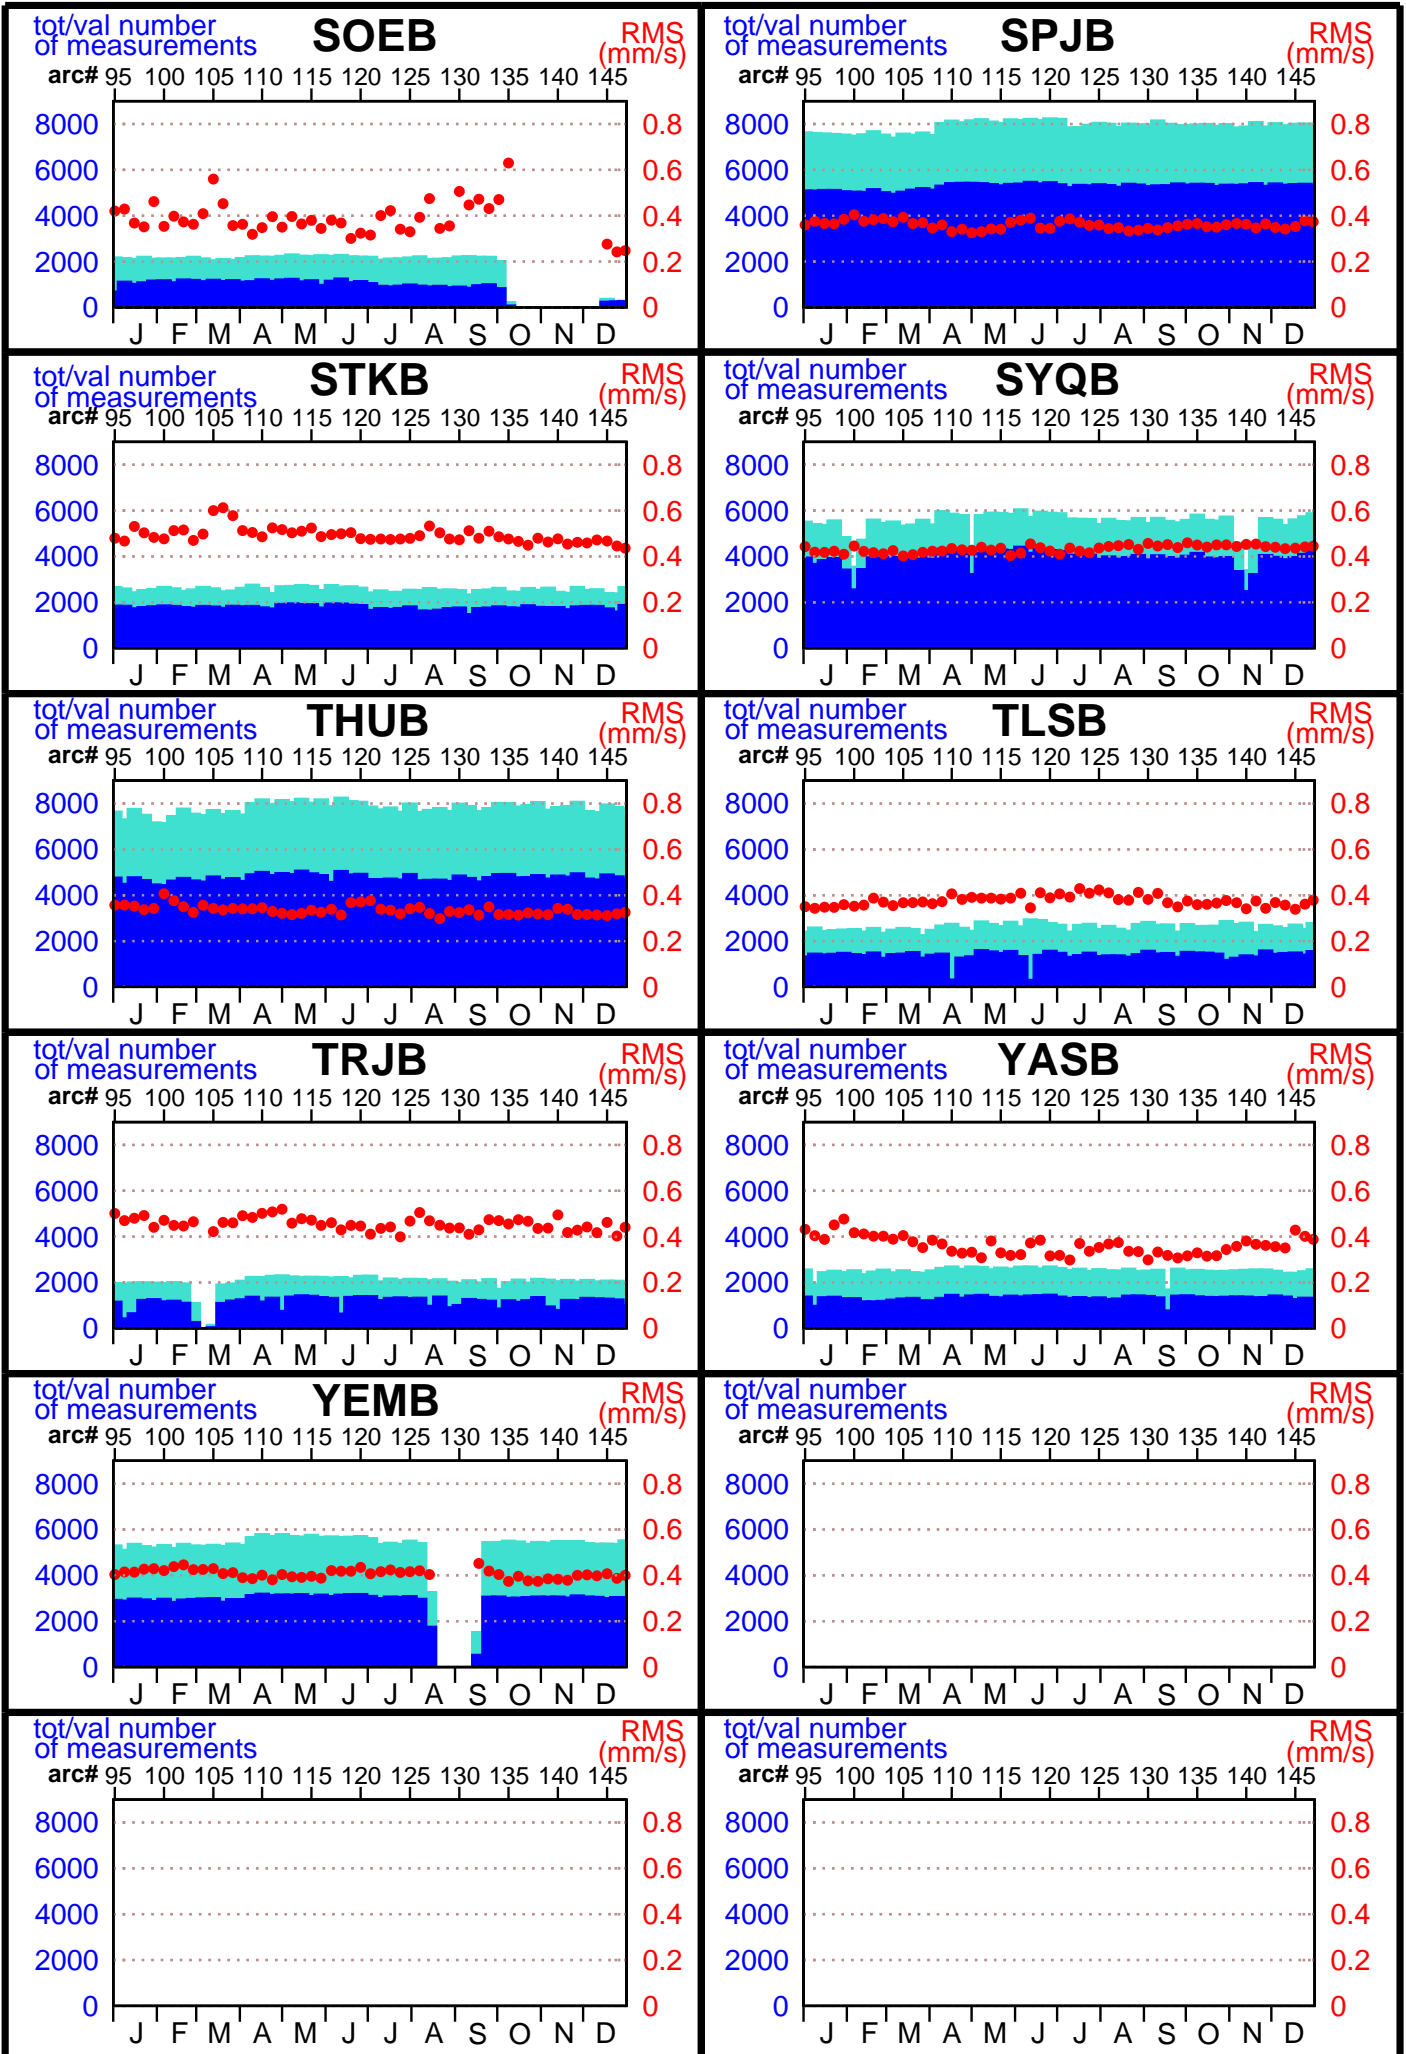 tot/val number SOEB RMS
of measurements (mm/s)
arc# 95 100 105 110 115 120 125 130 135 140 145
8000 0.8
6000 0.6
4000 0.4
2000 0.2
0 0
J F M A M J J A S O N D
tot/val number SPJB RMS
of measurements (mm/s)
arc# 95 100 105 110 115 120 125 130 135 140 145
8000 0.8
6000 0.6
4000 0.4
2000 0.2
0 0
J F M A M J J A S O N D
tot/val number STKB RMS
of measurements (mm/s)
arc# 95 100 105 110 115 120 125 130 135 140 145
8000 0.8
6000 0.6
4000 0.4
2000 0.2
0 0
J F M A M J J A S O N D
tot/val number SYQB RMS
of measurements (mm/s)
arc# 95 100 105 110 115 120 125 130 135 140 145
8000 0.8
6000 0.6
4000 0.4
2000 0.2
0 0
J F M A M J J A S O N D
tot/val number THUB RMS
of measurements (mm/s)
arc# 95 100 105 110 115 120 125 130 135 140 145
8000 0.8
6000 0.6
4000 0.4
2000 0.2
0 0
J F M A M J J A S O N D
tot/val number TLSB RMS
of measurements (mm/s)
arc# 95 100 105 110 115 120 125 130 135 140 145
8000 0.8
6000 0.6
4000 0.4
2000 0.2
0 0
J F M A M J J A S O N D
tot/val number TRJB RMS
of measurements (mm/s)
arc# 95 100 105 110 115 120 125 130 135 140 145
8000 0.8
6000 0.6
4000 0.4
2000 0.2
0 0
J F M A M J J A S O N D
tot/val number YASB RMS
of measurements (mm/s)
arc# 95 100 105 110 115 120 125 130 135 140 145
8000 0.8
6000 0.6
4000 0.4
2000 0.2
0 0
J F M A M J J A S O N D
tot/val number YEMB RMS
of measurements (mm/s)
arc# 95 100 105 110 115 120 125 130 135 140 145
8000 0.8
6000 0.6
4000 0.4
2000 0.2
0 0
J F M A M J J A S O N D
tot/val number RMS
of measurements (mm/s)
arc# 95 100 105 110 115 120 125 130 135 140 145
8000 0.8
6000 0.6
4000 0.4
2000 0.2
0 0
J F M A M J J A S O N D
tot/val number RMS
of measurements (mm/s)
arc# 95 100 105 110 115 120 125 130 135 140 145
8000 0.8
6000 0.6
4000 0.4
2000 0.2
0 0
J F M A M J J A S O N D
tot/val number RMS
of measurements (mm/s)
arc# 95 100 105 110 115 120 125 130 135 140 145
8000 0.8
6000 0.6
4000 0.4
2000 0.2
0 0
J F M A M J J A S O N D